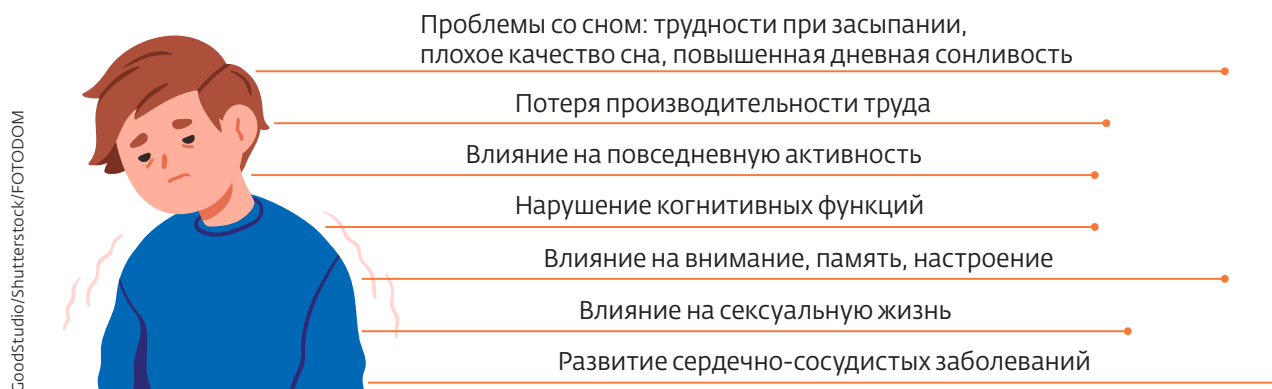 Проблемы со сном: трудности при засыпании,
плохое качество сна, повышенная дневная сонливость
Потеря производительности труда
Влияние на повседневную активность
Нарушение когнитивных функций
Влияние на внимание, память, настроение
Влияние на сексуальную жизнь
Развитие сердечно-сосудистых заболеваний
GoodStudio/Shutterstock/FOTODOM